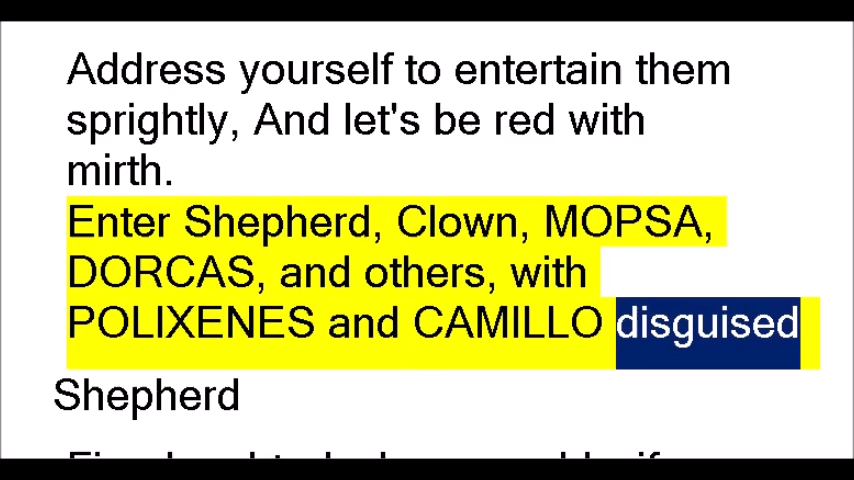 Address yourself to entertain them
sprightly, And let's be red with
mirth.
Enter Shepherd, Clown, MOPSA,
DORCAS, and others, with
POLIXENES and CAMILLO disguised
Shepherd